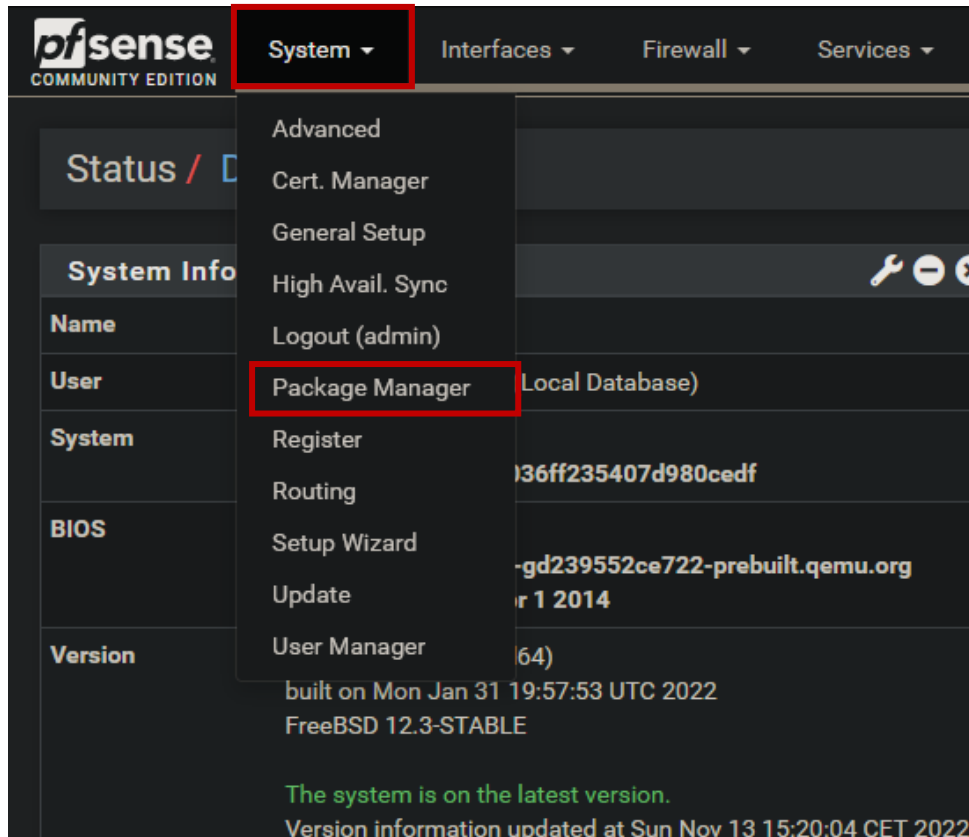 pfsense
COMMUNITY EDITION
System Interfaces Firewall Services
Advanced
Cert. Manager
General Setup
High Avail. Sync
Logout (admin)
Package Manager
Register
Routing
Setup Wizard
Update
User Manager
Status /
System Info
Name
User Local Database)
System
036ff235407d980cedf
BIOS
-gd239552ce722-prebuilt.qemu.org
1 2014
Version 64)
built on Mon Jan 31 19:57:53 UTC 2022
FreeBSD 12.3-STABLE
The system is on the latest version.
Version information updated at Sun Nov 13 15:20:04 CET 2022